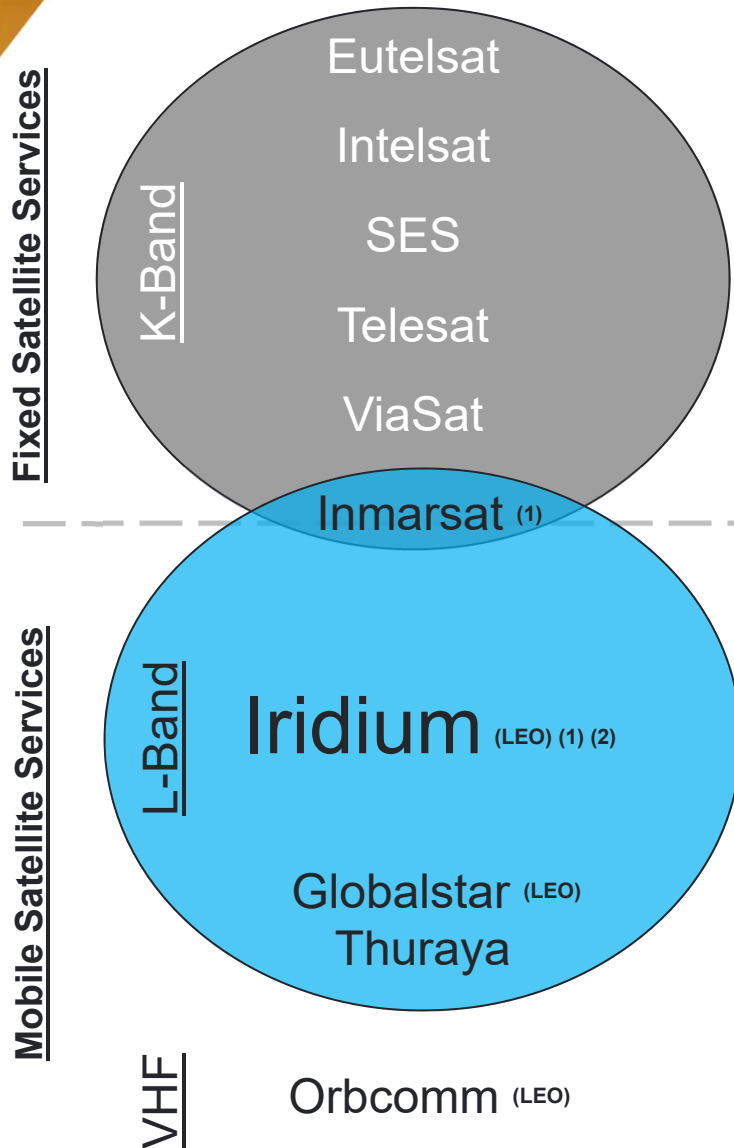 Fixed Satellite Services
K-Band
Eutelsat
Intelsat
SES
Telesat
ViaSat
Inmarsat (1)
Mobile Satellite Services
L-Band
Iridium (LEO) (1) (2)
Globalstar (LEO)
Thuraya
VHF
Orbcomm (LEO)